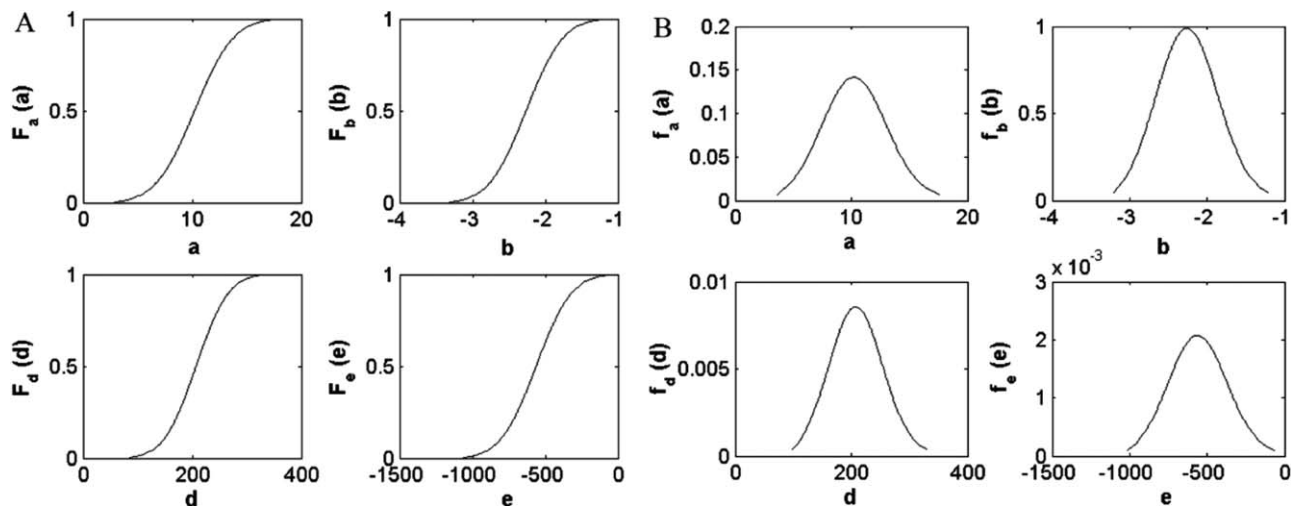 A
F_a (a)
1
0.5
0
0 10 20
a
F_b (b)
1
0.5
0
-4 -3 -2 -1
b
F_d (d)
1
0.5
0
0 200 400
d
F_e (e)
1
0.5
0
-1500 -1000 -500 0
e
B
f_a (a)
0.2
0.15
0.1
0.05
0
0 10 20
a
f_b (b)
1
0.5
0
-4 -3 -2 -1
b
f_d (d)
0.01
0.005
0
0 200 400
d
x 10^-3
f_e (e)
3
2
1
0
-1500 -1000 -500 0
e